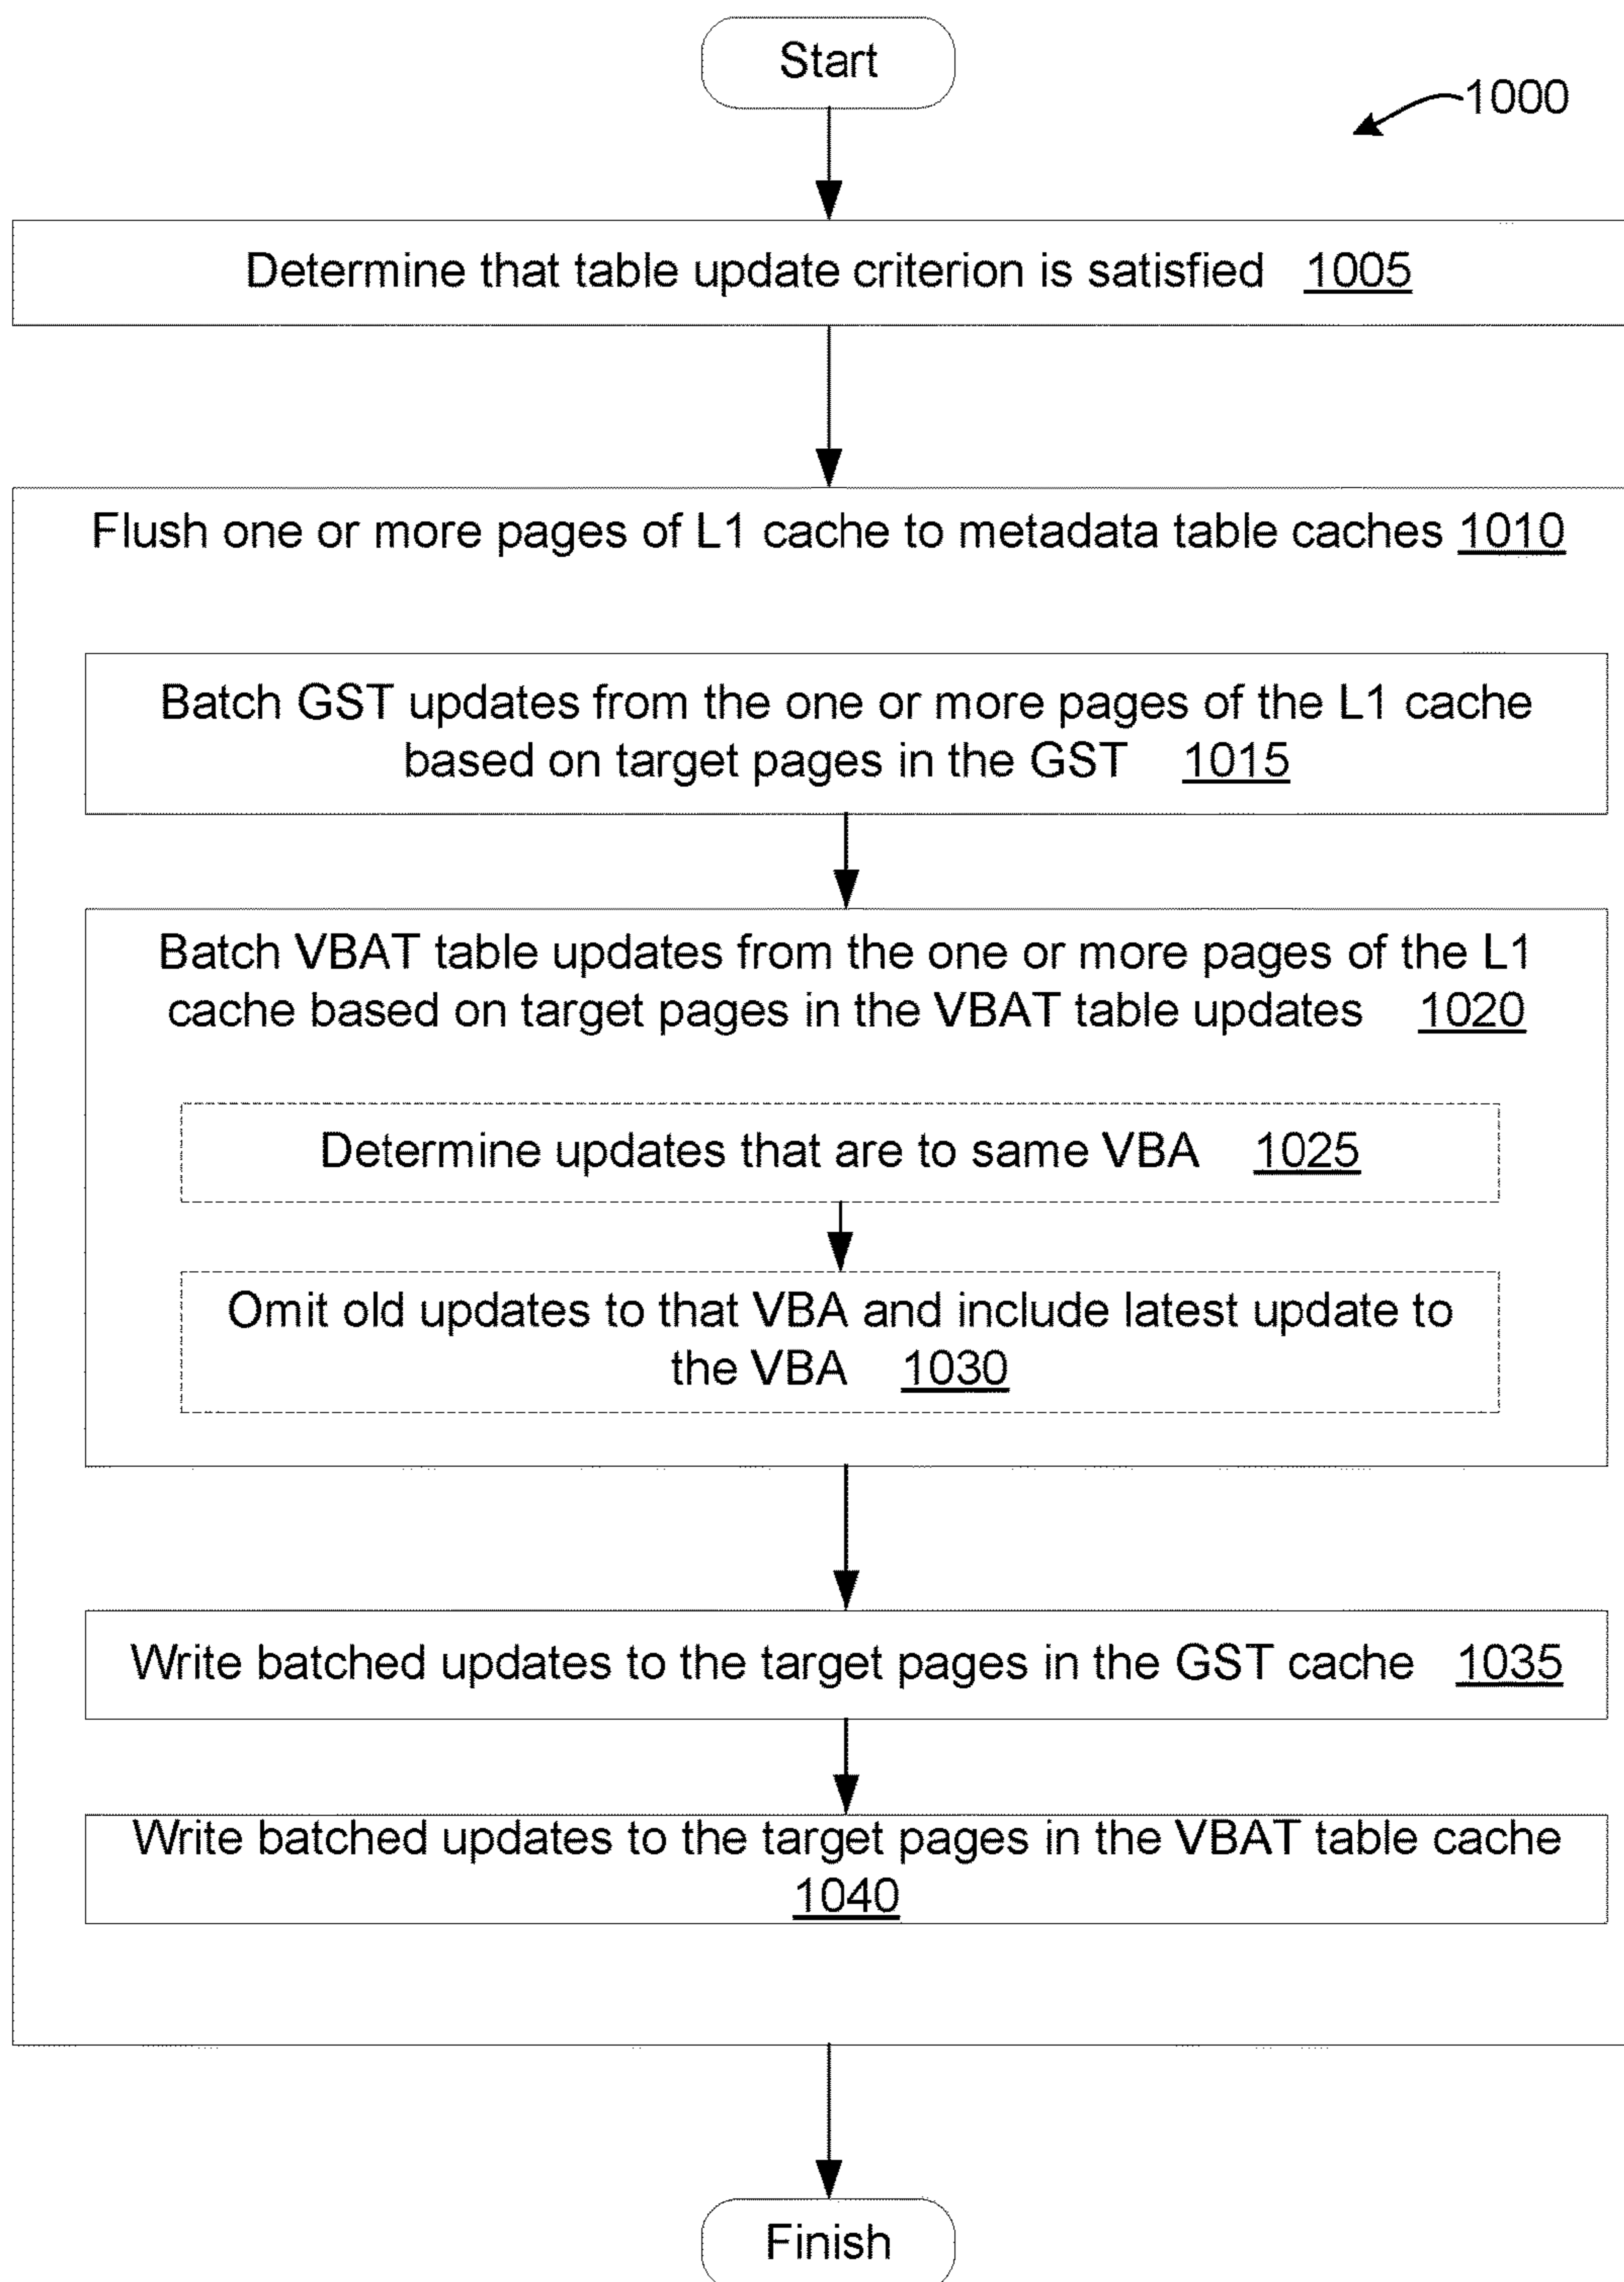 Start
1000
Determine that table update criterion is satisfied 1005
Flush one or more pages of L1 cache to metadata table caches 1010
Batch GST updates from the one or more pages of the L1 cache
based on target pages in the GST 1015
Batch VBAT table updates from the one or more pages of the L1
cache based on target pages in the VBAT table updates 1020
Determine updates that are to same VBA 1025
Omit old updates to that VBA and include latest update to
the VBA 1030
Write batched updates to the target pages in the GST cache 1035
Write batched updates to the target pages in the VBAT table cache
1040
Finish